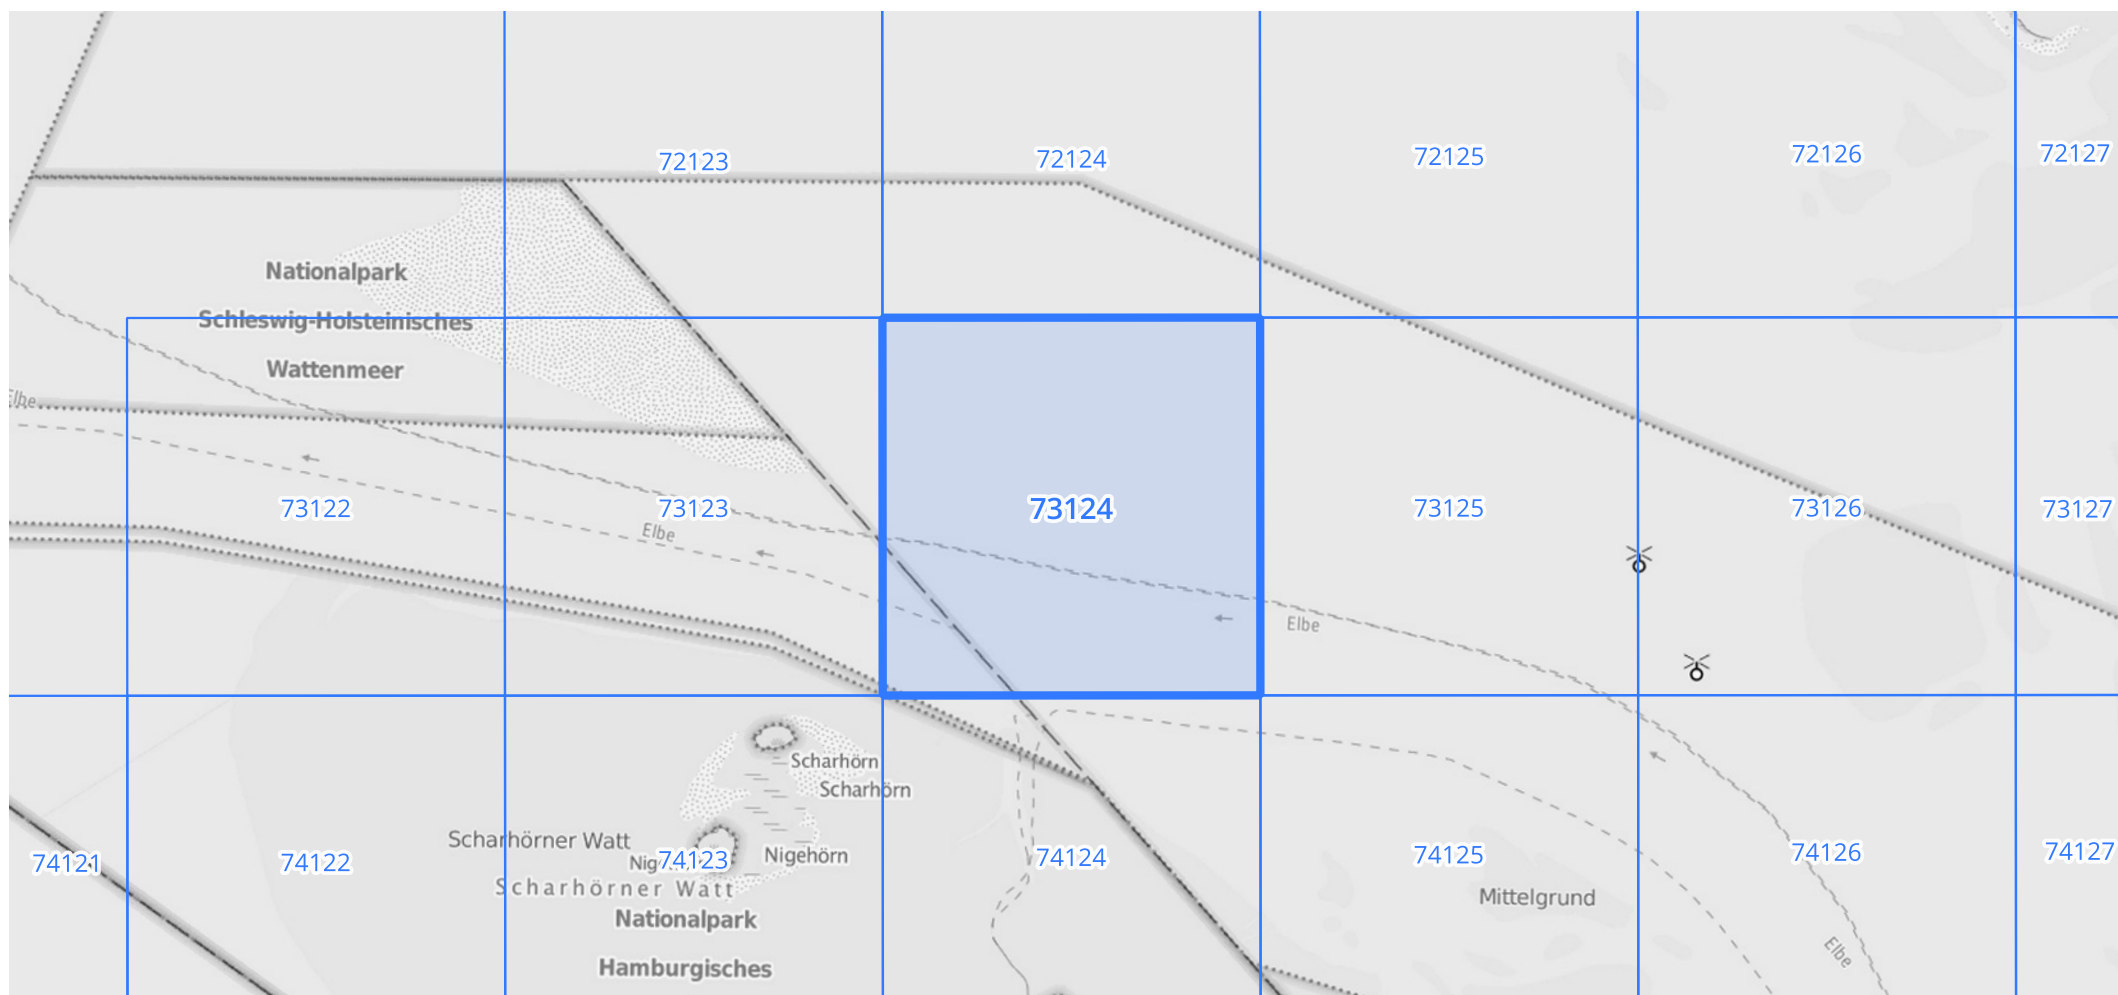 72123
72124
72125
72126
72127
Nationalpark
Schleswig-Holsteinisches
Wattenmeer
Elbe
73122
73123
73124
73125
73126
73127
Elbe
Elbe
Scharhörn
Scharhörn
Scharhörner Watt
Nigehörn
74121
74122
74123
74124
74125
74126
74127
Scharhörner Watt
Mittelgrund
Nationalpark
Hamburgisches
Elbe